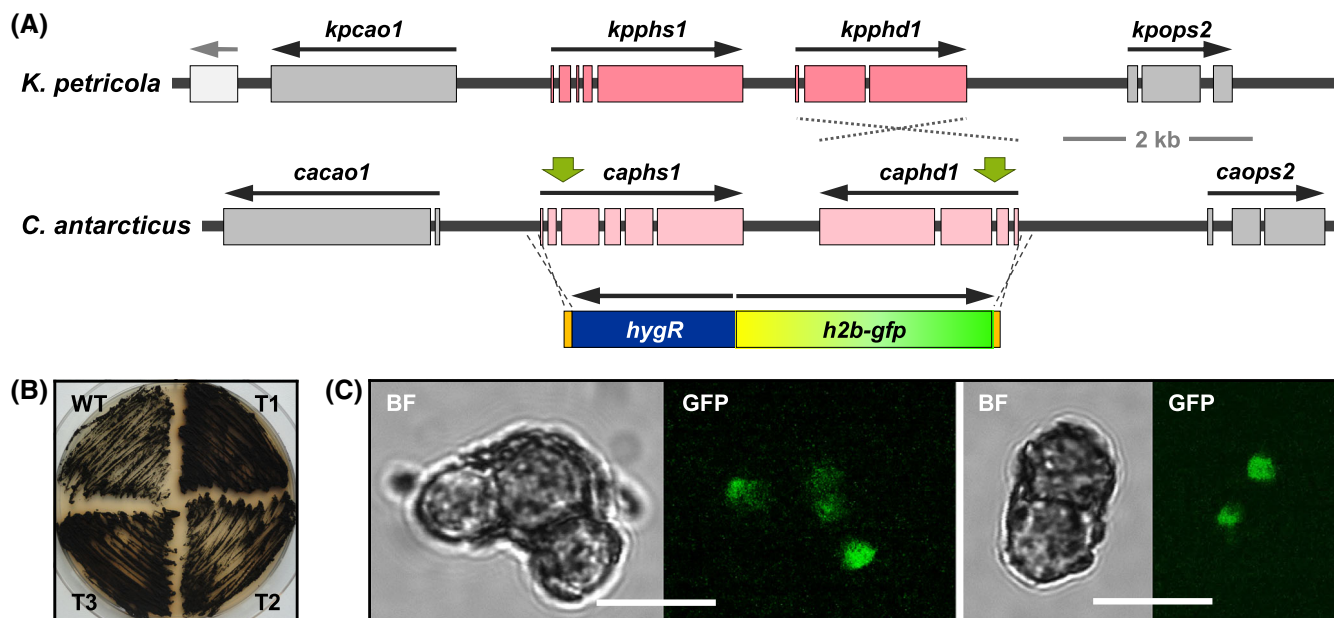 (A)
kpcao1 kpphs1 kpphd1 kpops2
K. petricola
2 kb
cacao1 caphs1 caphd1 caops2
C. antarcticus
hygR h2b-gfp
(B) (C)
WT T1 BF GFP BF GFP
T3 T2